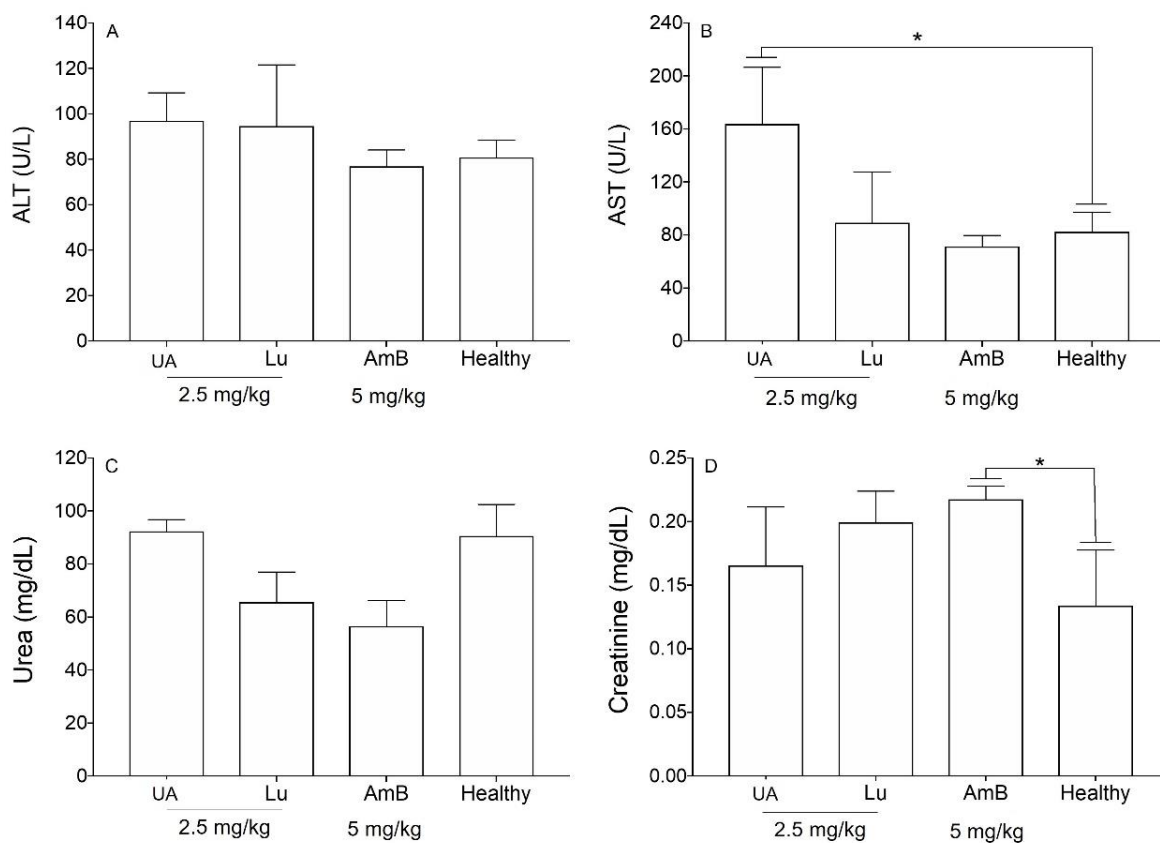 A
ALT (U/L)
140
120
100
80
60
40
20
0
UA Lu AmB Healthy
2.5 mg/kg 5 mg/kg
B
*
AST (U/L)
240
200
160
120
80
40
0
UA Lu AmB Healthy
2.5 mg/kg 5 mg/kg
C
Urea (mg/dL)
120
100
80
60
40
20
0
UA Lu AmB Healthy
2.5 mg/kg 5 mg/kg
D
*
Creatinine (mg/dL)
0.25
0.20
0.15
0.10
0.05
0.00
UA Lu AmB Healthy
2.5 mg/kg 5 mg/kg